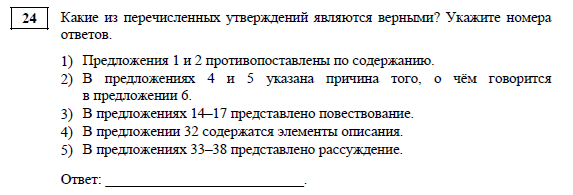 24 Какие из перечисленных утверждений являются верными? Укажите номера
ответов.
1) Предложения 1 и 2 противопоставлены по содержанию.
2) В предложениях 4 и 5 указана причина того, о чём говорится
в предложении 6.
3) В предложениях 14–17 представлено повествование.
4) В предложении 32 содержатся элементы описания.
5) В предложениях 33–38 представлено рассуждение.
Ответ: ___________________________.